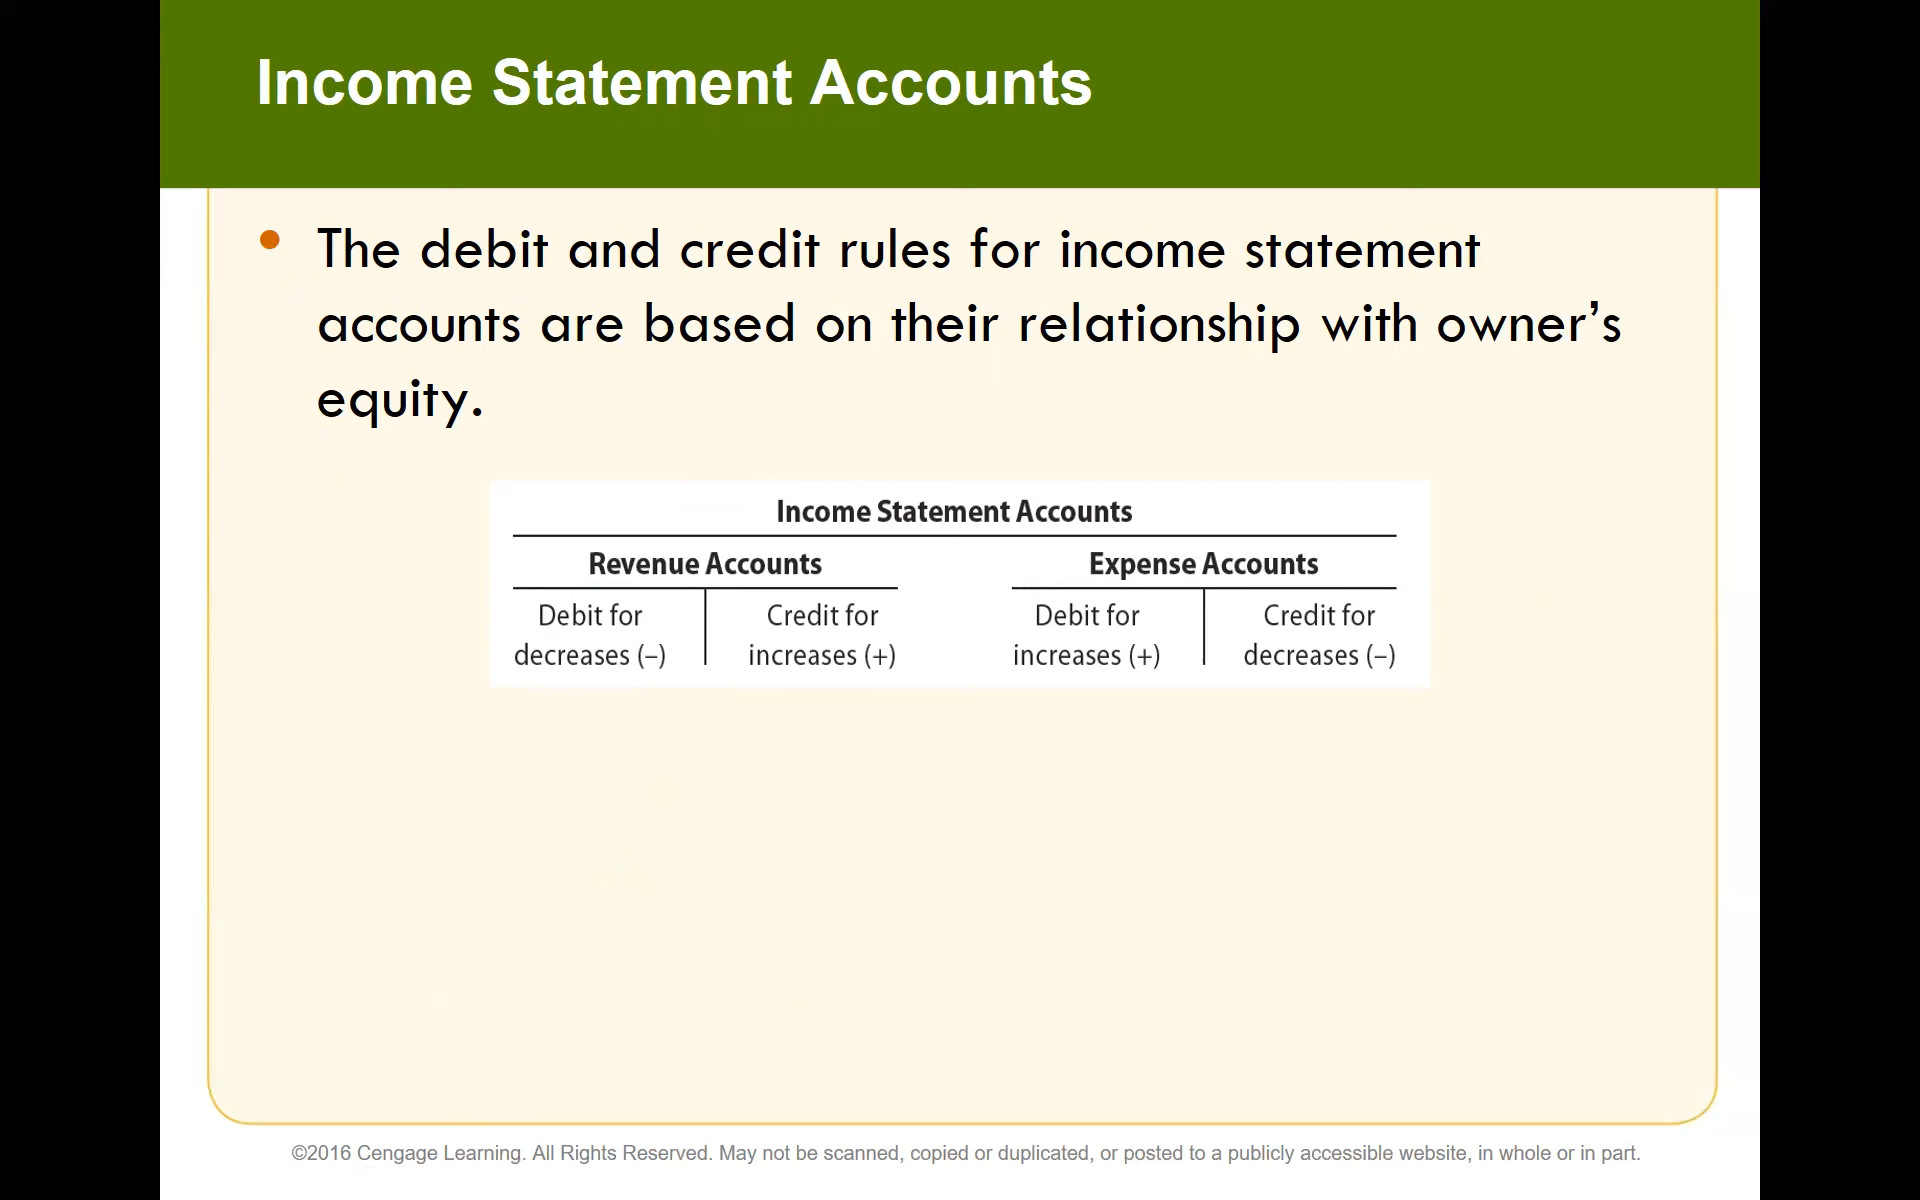 Income Statement Accounts
• The debit and credit rules for income statement
accounts are based on their relationship with owner’s
equity.
Income Statement Accounts
Revenue Accounts Expense Accounts
Debit for Credit for Debit for Credit for
decreases (–) increases (+) increases (+) decreases (–)
©2016 Cengage Learning. All Rights Reserved. May not be scanned, copied or duplicated, or posted to a publicly accessible website, in whole or in part.